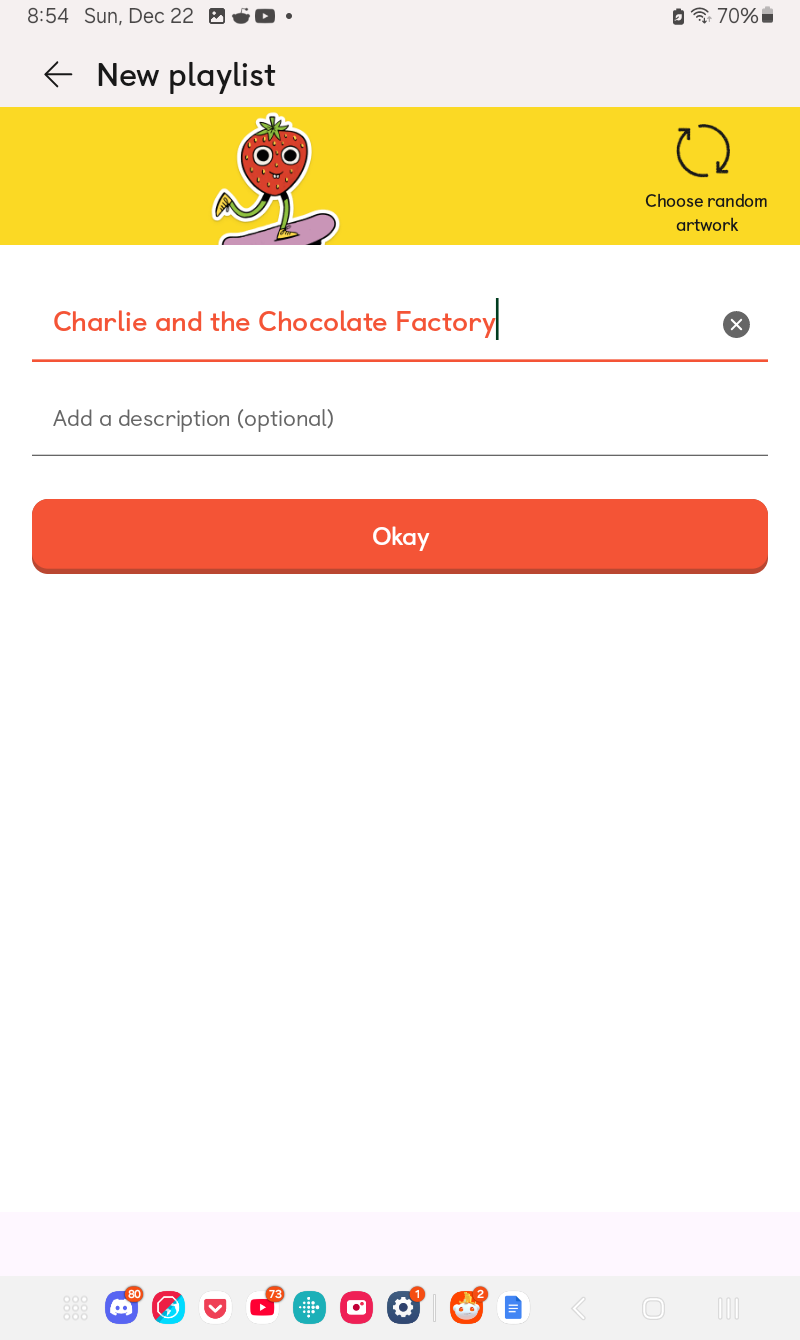 8:54 Sun, Dec 22 70%
New playlist
Choose random
artwork
Charlie and the Chocolate Factory
Add a description (optional)
Okay
80 73 1 2